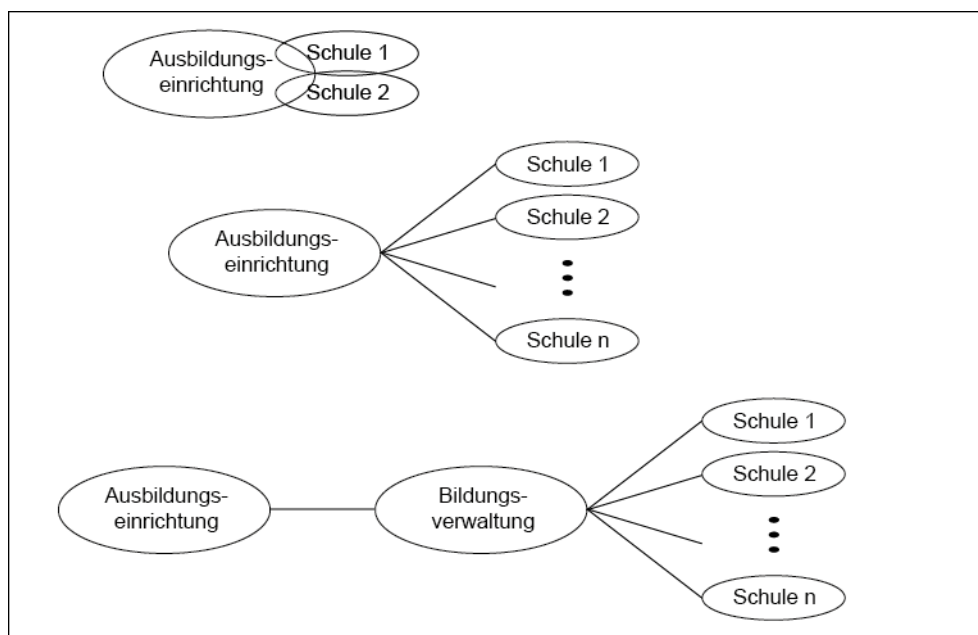 Ausbildungs-
einrichtung
Schule 1
Schule 2
Ausbildungs-
einrichtung
Schule 1
Schule 2
Schule n
Ausbildungs-
einrichtung
Bildungs-
verwaltung
Schule 1
Schule 2
Schule n